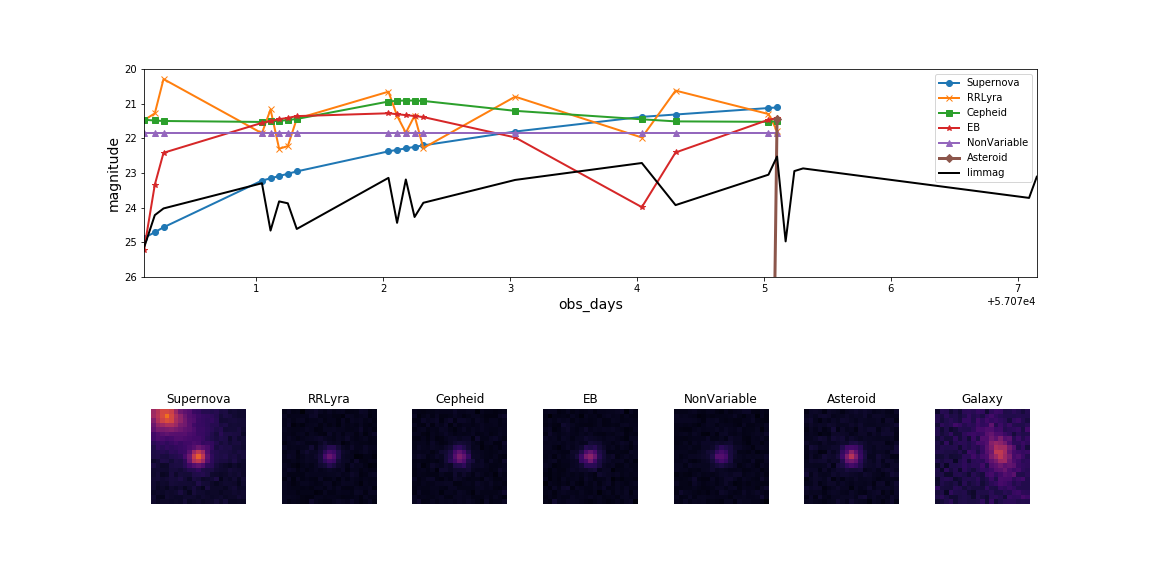 20
21
22
23
24
25
26
magnitude
Supernova
RRLyra
Cepheid
EB
NonVariable
Asteroid
limmag
1 2 3 4 5 6 7
obs_days
+5.707e4
Supernova RRLyra Cepheid EB NonVariable Asteroid Galaxy